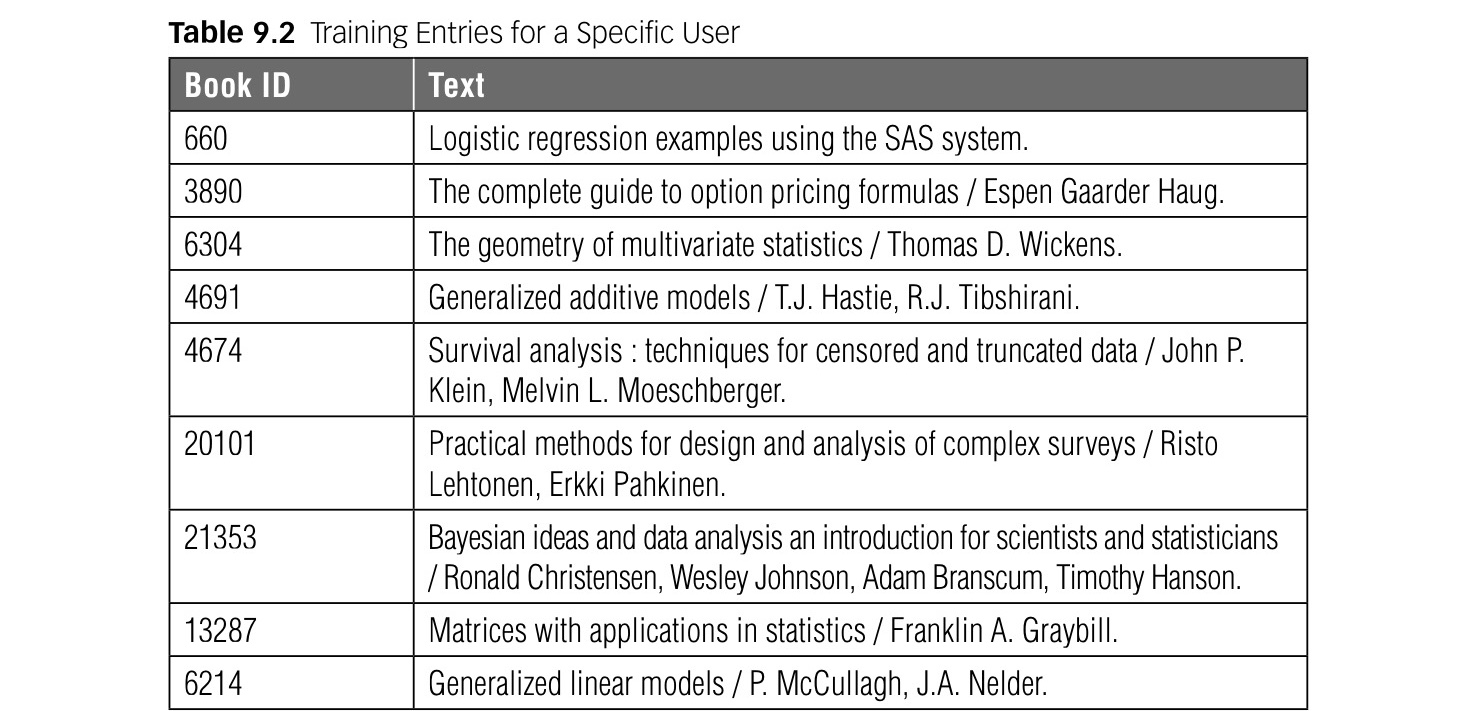 Table 9.2 Training Entries for a Specific User
Book ID Text
660 Logistic regression examples using the SAS system.
3890 The complete guide to option pricing formulas / Espen Gaarder Haug.
6304 The geometry of multivariate statistics / Thomas D. Wickens.
4691 Generalized additive models / T.J. Hastie, R.J. Tibshirani.
4674 Survival analysis : techniques for censored and truncated data / John P.
Klein, Melvin L. Moeschberger.
20101 Practical methods for design and analysis of complex surveys / Risto
Lehtonen, Erkki Pahkinen.
21353 Bayesian ideas and data analysis an introduction for scientists and statisticians
/ Ronald Christensen, Wesley Johnson, Adam Branscum, Timothy Hanson.
13287 Matrices with applications in statistics / Franklin A. Graybill.
6214 Generalized linear models / P. McCullagh, J.A. Nelder.